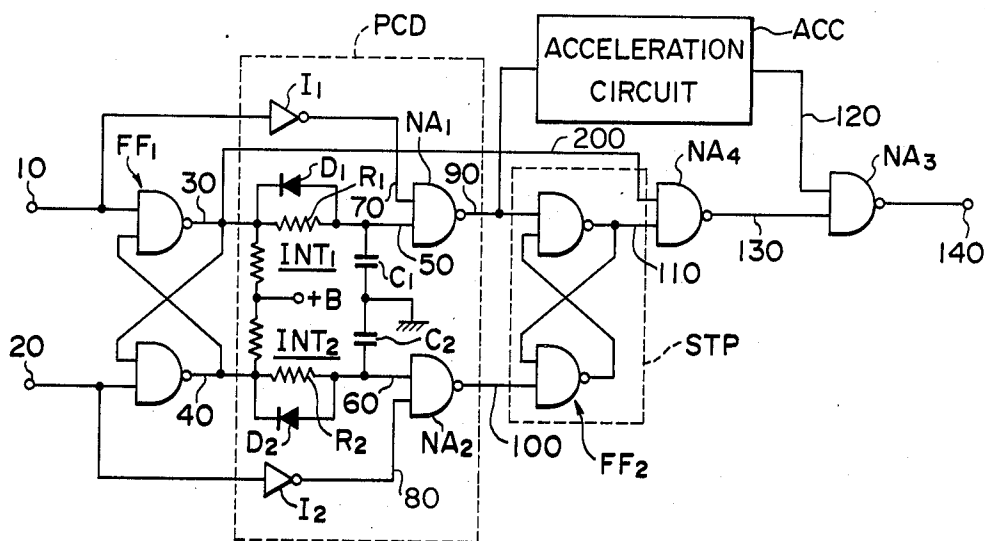 PCD
ACC
ACCELERATION
CIRCUIT
I1
NA1
120
200
FF1
D1
NA4
NA3
10
30
R1
70
90
INT1
50
C1
110
130
140
+B
20
INT2
C2
STP
40
60
D2
R2
NA2
100
FF2
80
I2